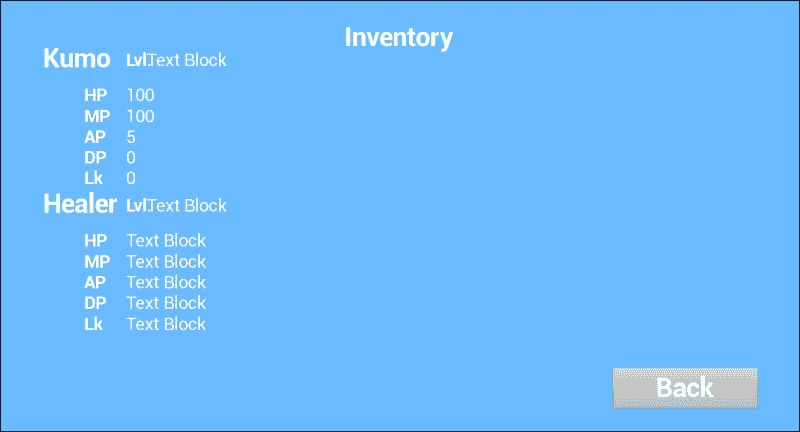 Inventory
Kumo Lvl.Text Block
HP 100
MP 100
AP 5
DP 0
Lk 0
Healer Lvl.Text Block
HP Text Block
MP Text Block
AP Text Block
DP Text Block
Lk Text Block
Back